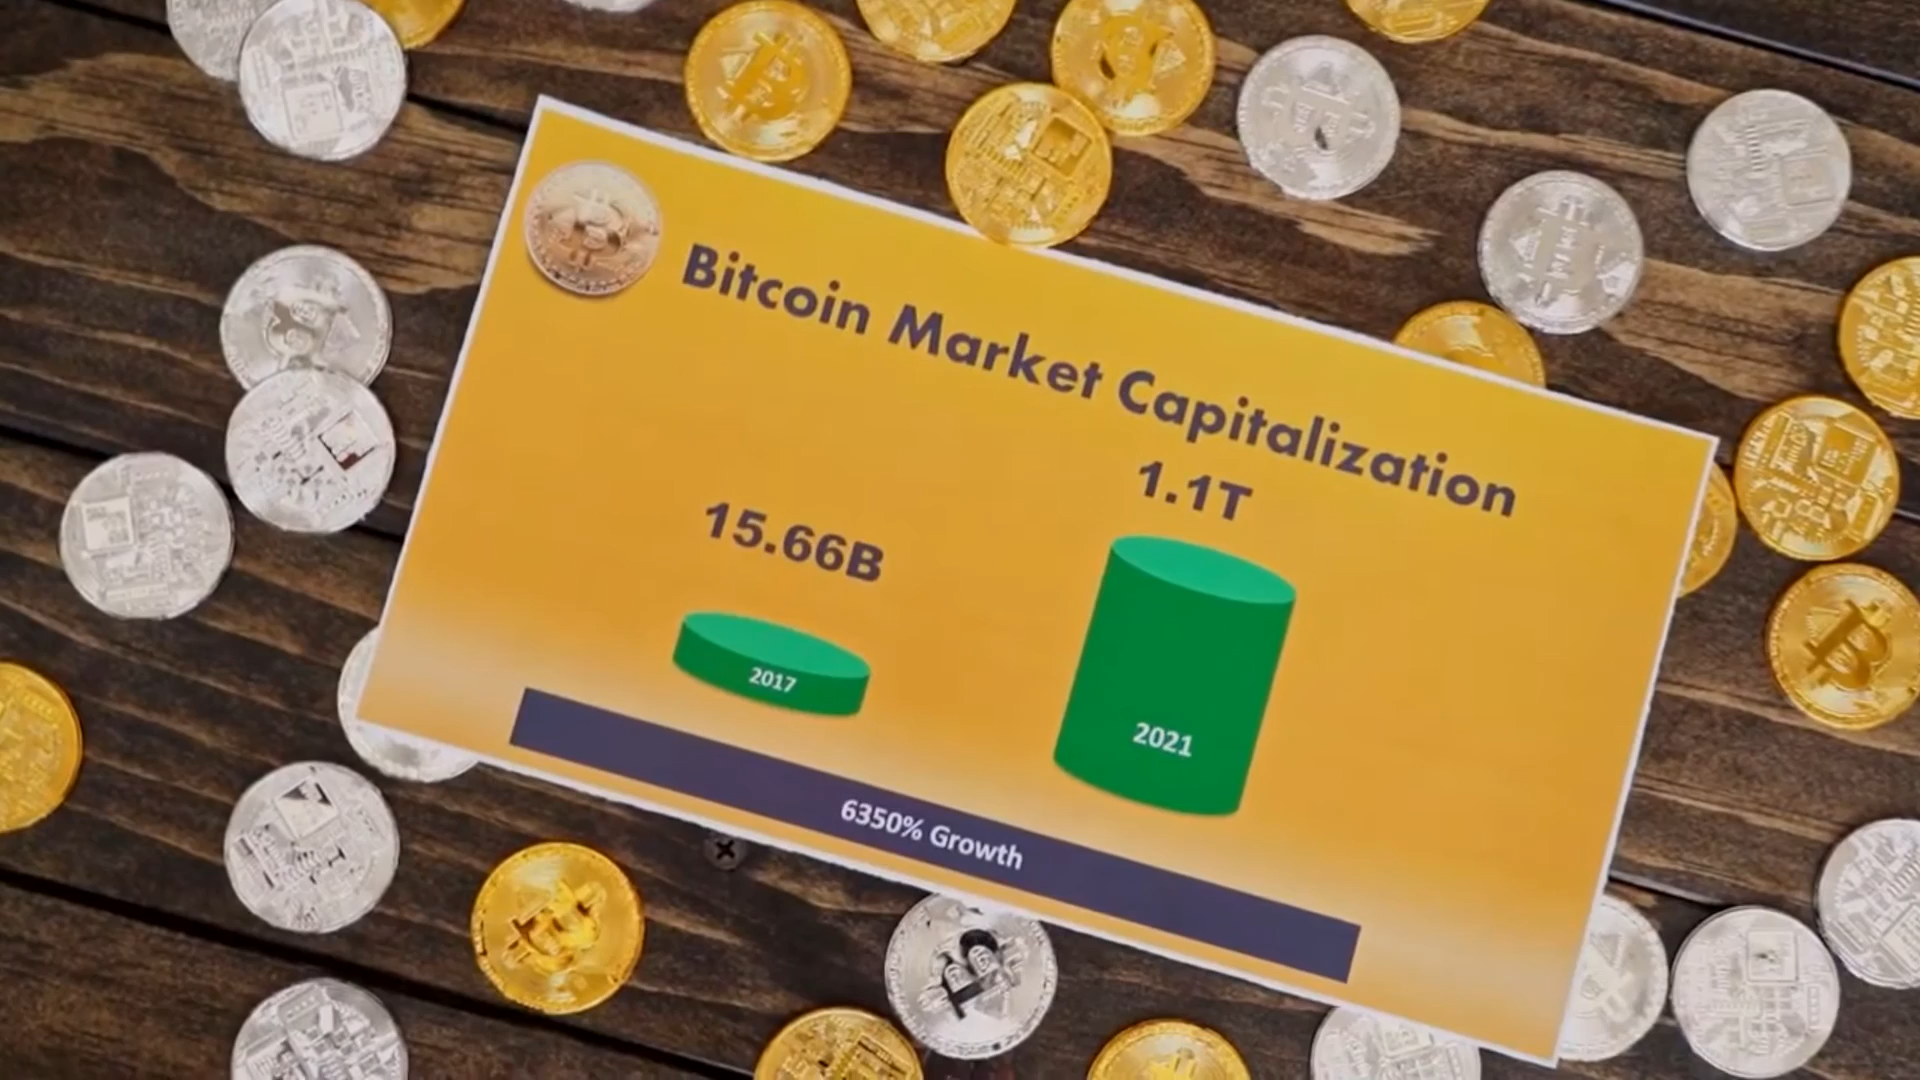 Bitcoin Market Capitalization
15.66B
1.1T
2017
2021
6350% Growth